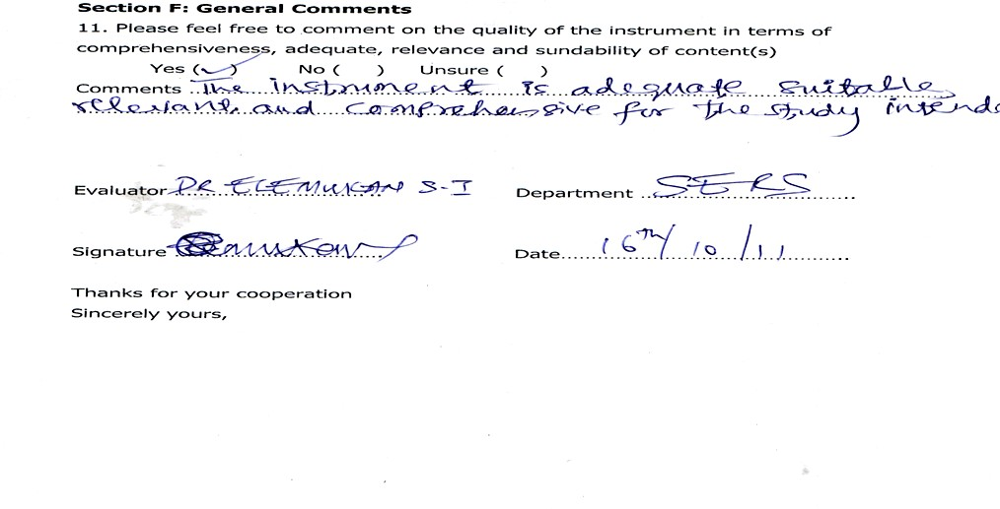 Section F: General Comments
11. Please feel free to comment on the quality of the instrument in terms of
comprehensiveness, adequate, relevance and sundability of content(s)
Yes (✓) No ( ) Unsure ( )
Comments The instrument is adequate suitable,
relevant and comprehensive for the study intende
Evaluator DR ELEMUKAN S-I Department SERS
Signature Date 16TH/10/11
Thanks for your cooperation
Sincerely yours,